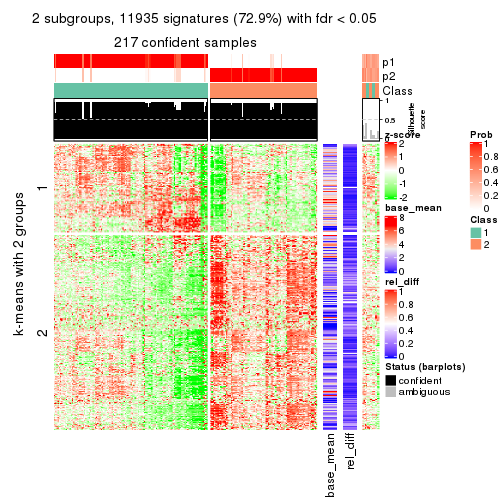 2 subgroups, 11935 signatures (72.9%) with fdr < 0.05
217 confident samples
p1
p2
Class
1
0.5
0
Silhouette
score
k-means with 2 groups
1
2
base_mean
rel_diff
z-score
2
1
0
-1
-2
base_mean
8
6
4
2
0
rel_diff
1
0.8
0.6
0.4
0.2
0
Status (barplots)
confident
ambiguous
Prob
1
0.8
0.6
0.4
0.2
0
Class
1
2